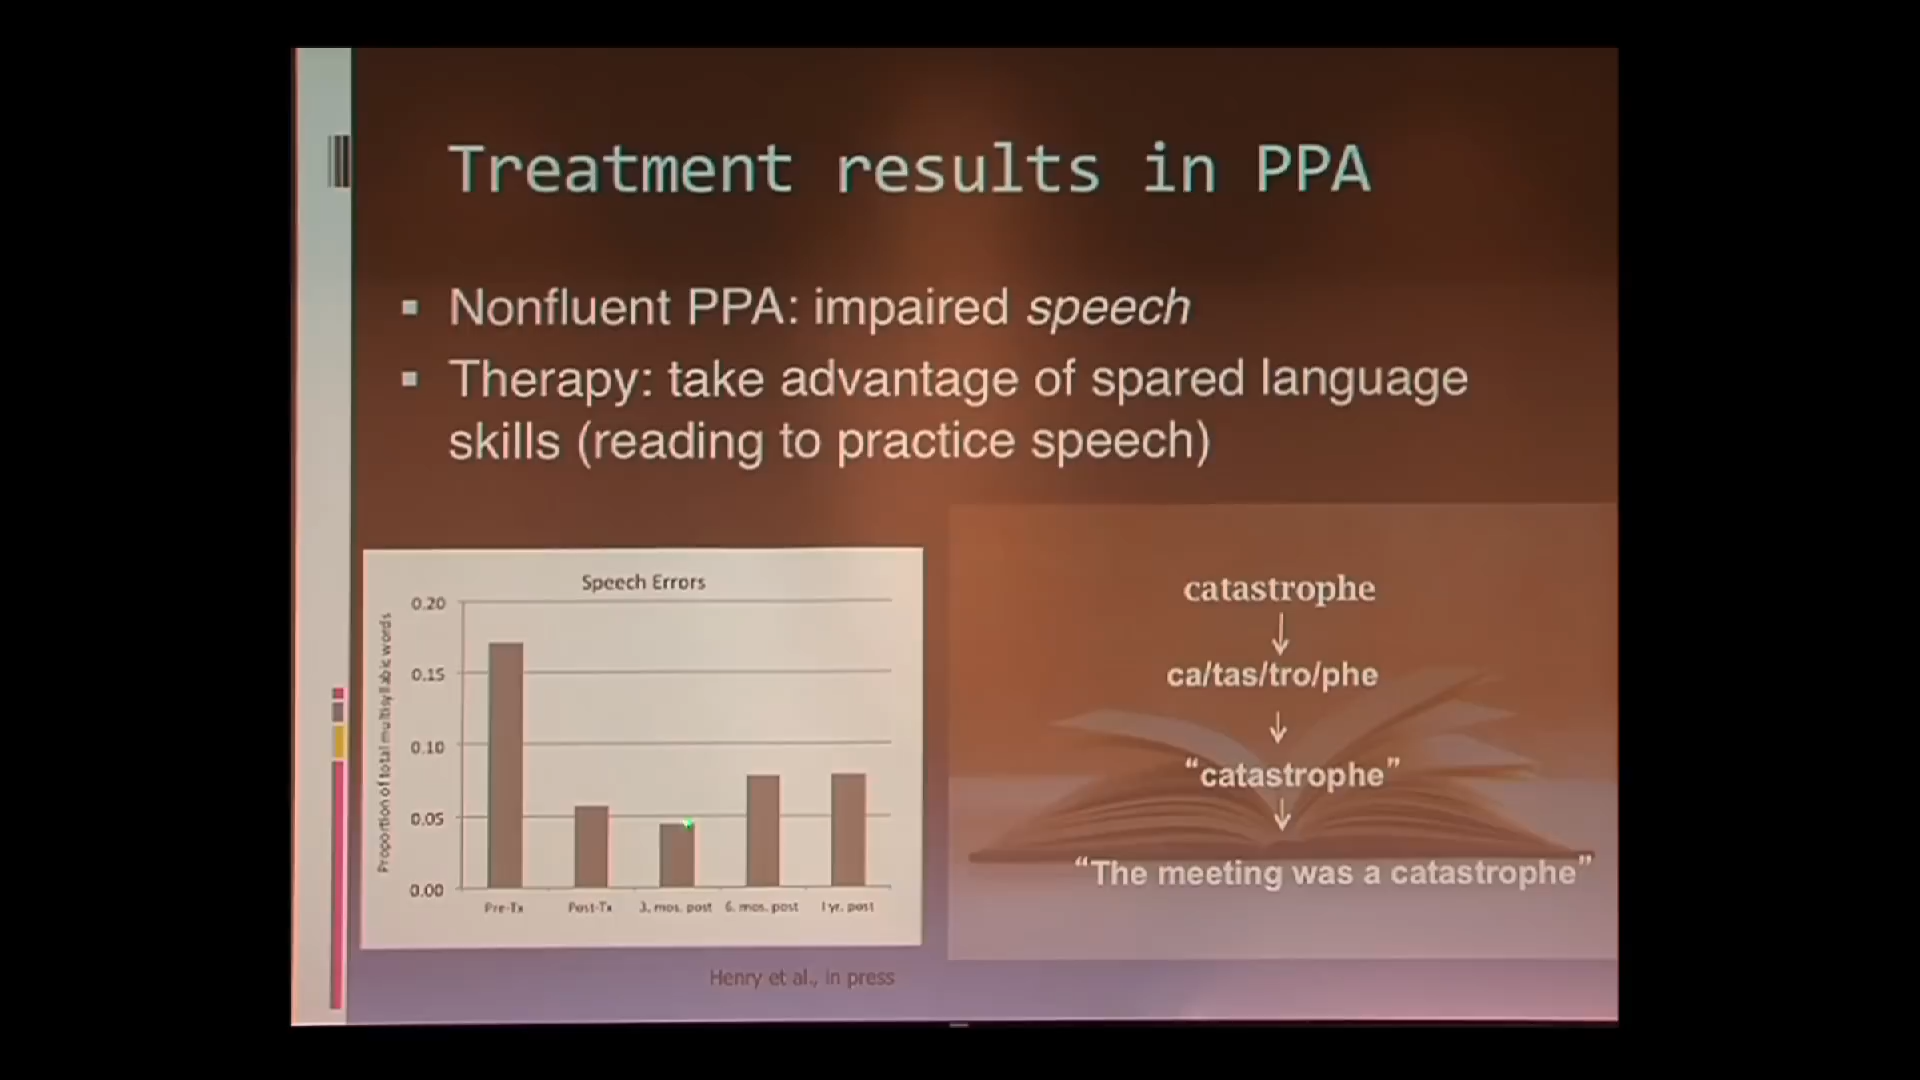 Treatment results in PPA
Nonfluent PPA: impaired speech
Therapy: take advantage of spared language
skills (reading to practice speech)
Speech Errors
Proportion of total multisyllabic words
0.20
0.15
0.10
0.05
0.00
Pre-Tx
Post-Tx
3. mos. post
6. mos. post
1 yr. post
Henry et al., in press
catastrophe
ca/tas/tro/phe
“catastrophe”
“The meeting was a catastrophe”